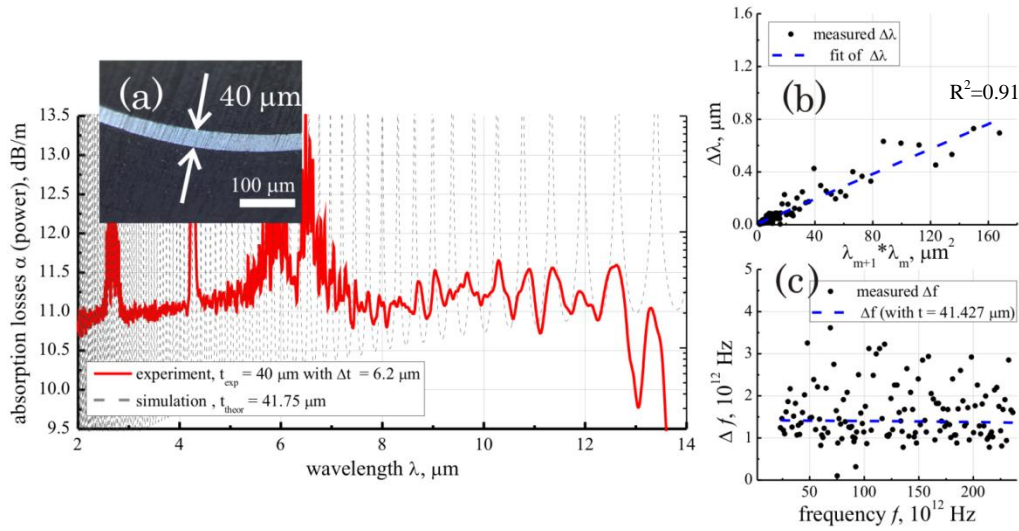 (a)
40 µm
100 µm
absorption losses α (power), dB/m
13.5
13.0
12.5
12.0
11.5
11.0
10.5
10.0
9.5
experiment, t_exp = 40 µm with Δt = 6.2 µm
simulation , t_theor = 41.75 µm
2 4 6 8 10 12 14
wavelength λ, µm
(b)
1.6
1.2
0.8
0.4
0.0
Δλ, µm
measured Δλ
fit of Δλ
R²=0.91
0 40 80 120 160
λ_m+1*λ_m, µm²
(c)
5
4
3
2
1
0
Δ f, 10¹² Hz
measured Δf
Δf (with t = 41.427 µm)
50 100 150 200
frequency f, 10¹² Hz